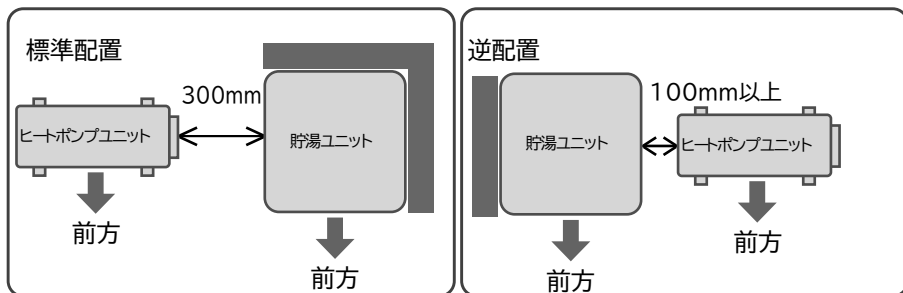 標準配置
300mm
ヒートポンプユニット
貯湯ユニット
前方
前方
逆配置
100mm以上
貯湯ユニット
ヒートポンプユニット
前方
前方